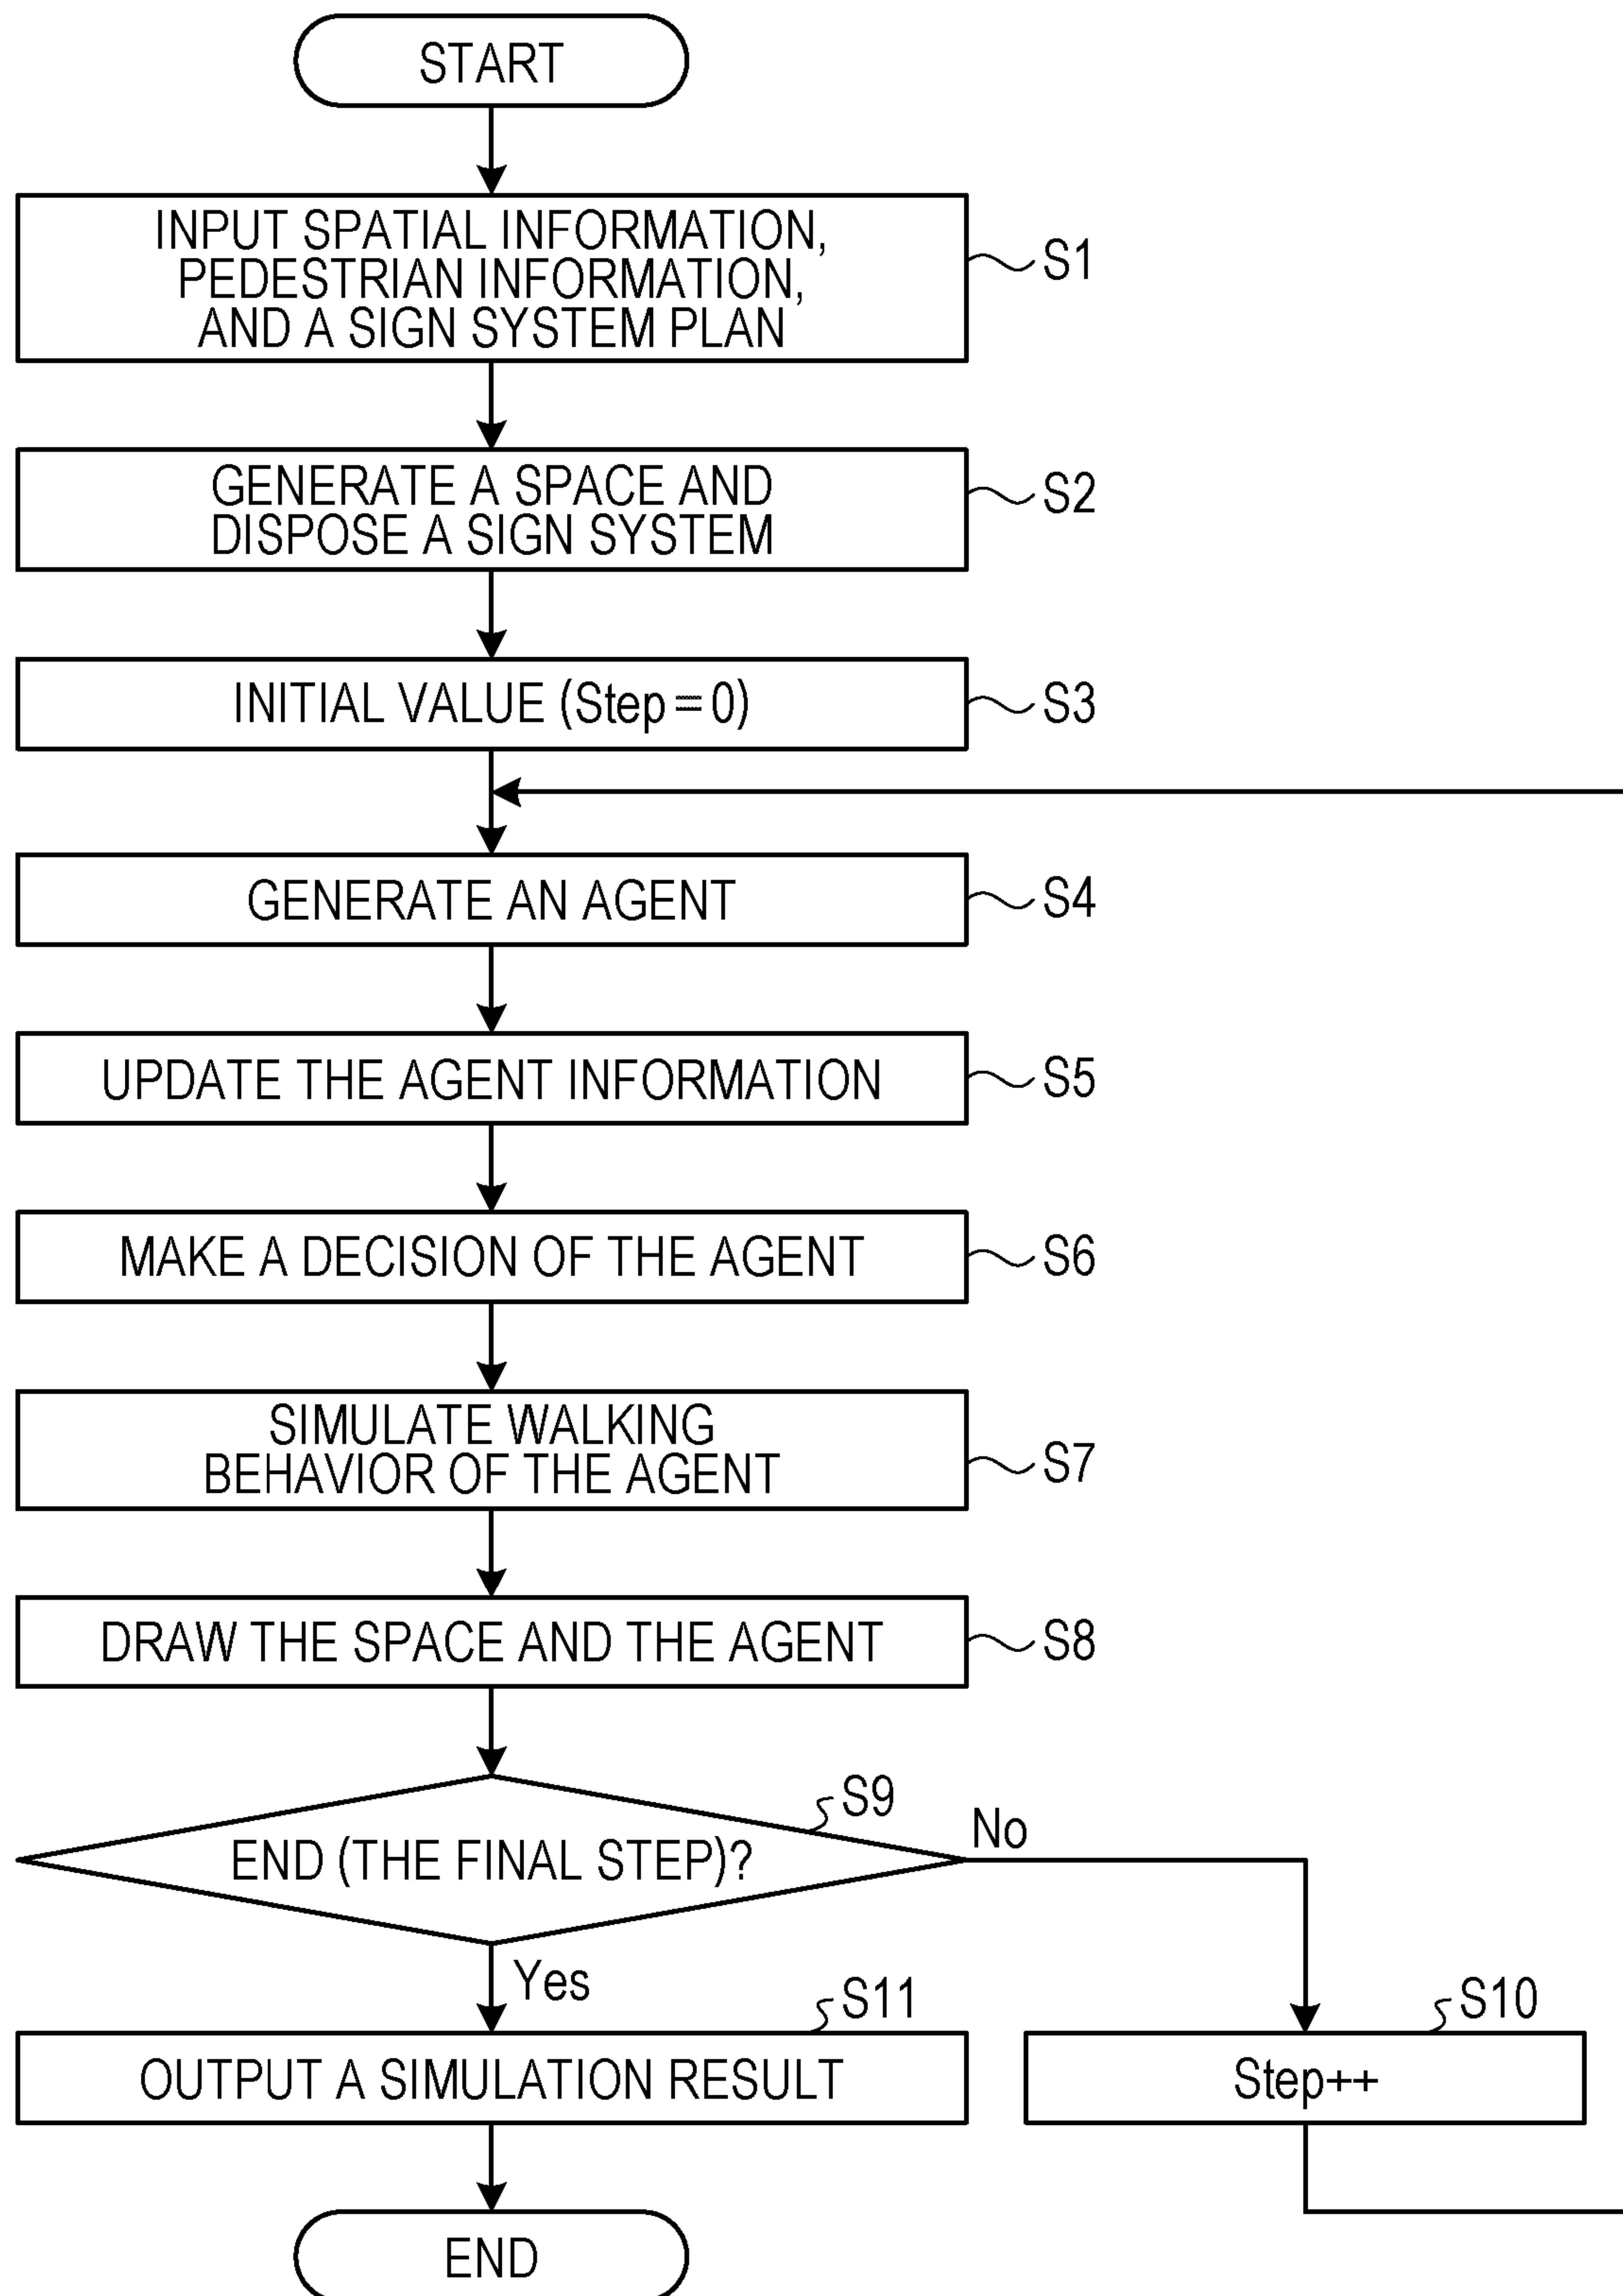 START
INPUT SPATIAL INFORMATION,
PEDESTRIAN INFORMATION,
AND A SIGN SYSTEM PLAN
S1
GENERATE A SPACE AND
DISPOSE A SIGN SYSTEM
S2
INITIAL VALUE (Step = 0)
S3
GENERATE AN AGENT
S4
UPDATE THE AGENT INFORMATION
S5
MAKE A DECISION OF THE AGENT
S6
SIMULATE WALKING
BEHAVIOR OF THE AGENT
S7
DRAW THE SPACE AND THE AGENT
S8
END (THE FINAL STEP)?
S9
No
Yes
S11
OUTPUT A SIMULATION RESULT
S10
Step++
END